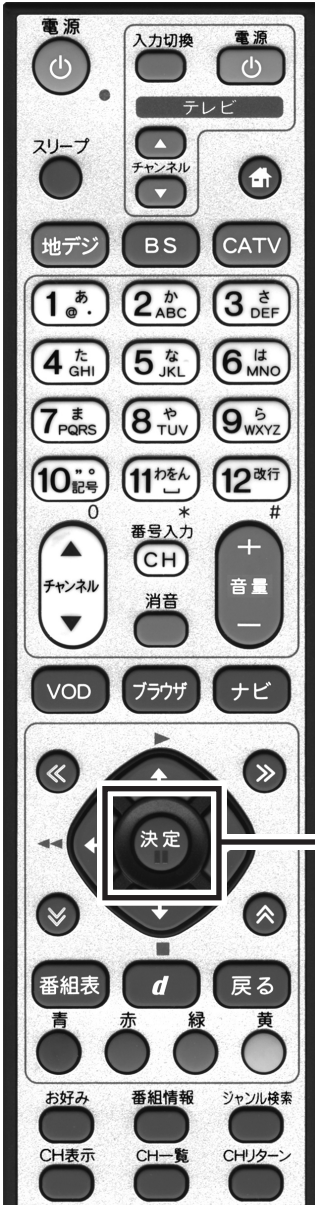 電源
入力切換 電源
テレビ
スリープ
チャンネル
地デジ BS CATV
1 あ @. 2 か ABC 3 さ DEF
4 た GHI 5 な JKL 6 は MNO
7 ま PQRS 8 や TUV 9 ら WXYZ
10 ゛゜ 記号 11 わをん 12 改行
0 * #
番号入力
チャンネル CH + 音量 −
消音
VOD ブラウザ ナビ
決定
番組表 d 戻る
青 赤 緑 黄
お好み 番組情報 ジャンル検索
CH表示 CH一覧 CHリターン